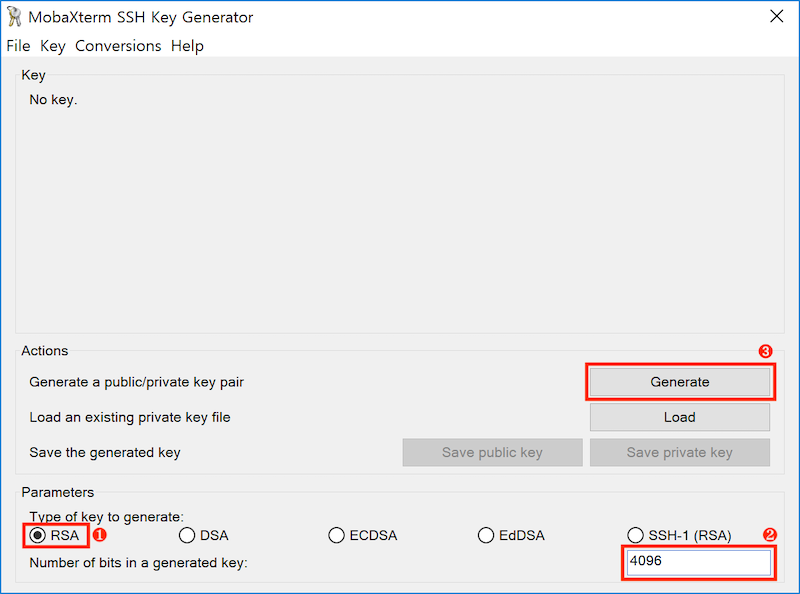 MobaXterm SSH Key Generator
File Key Conversions Help
Key
No key.
Actions
3
Generate a public/private key pair
Generate
Load an existing private key file
Load
Save the generated key
Save public key
Save private key
Parameters
Type of key to generate:
RSA 1 DSA ECDSA EdDSA SSH-1 (RSA) 2
Number of bits in a generated key:
4096